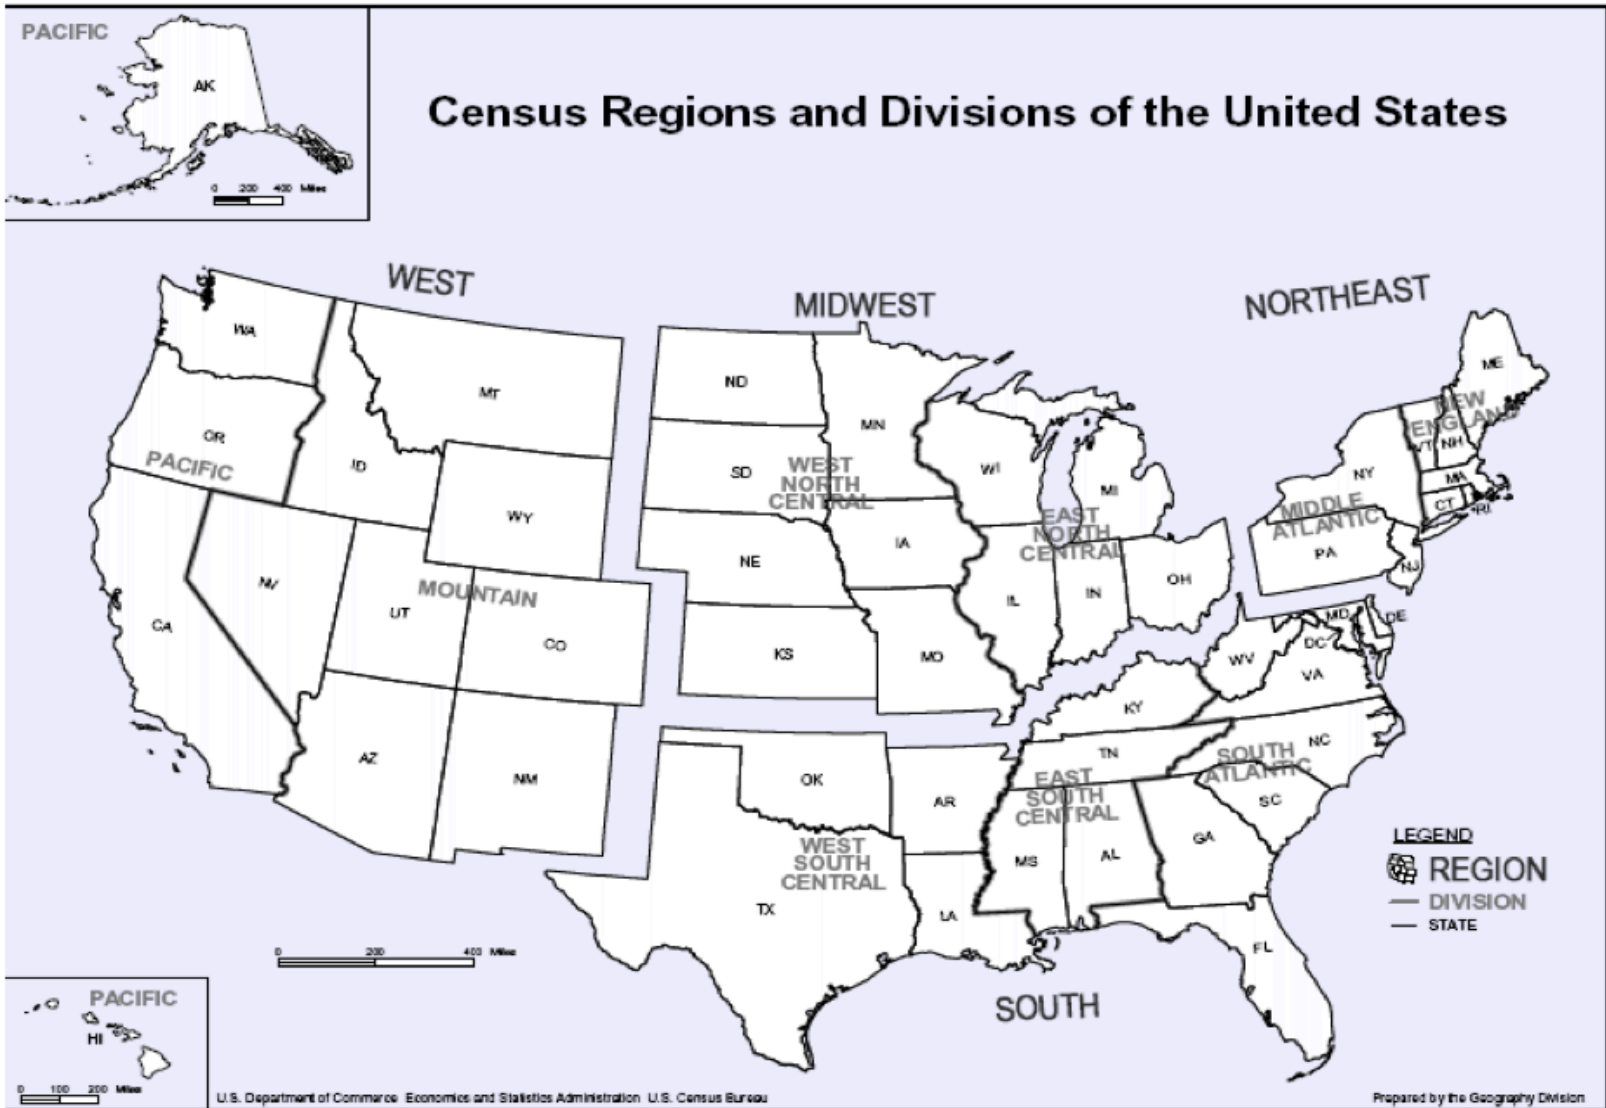 PACIFIC
AK
0 200 400 Miles
Census Regions and Divisions of the United States
WEST
MIDWEST
NORTHEAST
WA
MT
ND
MN
ME
OR
ID
PACIFIC
SD
WEST
NORTH
CENTRAL
WI
MI
NEW
ENGLAND
VT
NH
NY
MA
CT
RI
WY
NE
IA
EAST
NORTH
CENTRAL
MIDDLE
ATLANTIC
PA
NJ
NV
UT
MOUNTAIN
CO
CA
KS
MO
IL
IN
OH
MD
DE
DC
WV
VA
KY
AZ
NM
OK
AR
TN
NC
SOUTH
ATLANTIC
SC
EAST
SOUTH
CENTRAL
MS
AL
GA
WEST
SOUTH
CENTRAL
TX
LA
FL
LEGEND
REGION
DIVISION
STATE
0 200 400 Miles
SOUTH
PACIFIC
HI
0 100 200 Miles
U.S. Department of Commerce Economics and Statistics Administration U.S. Census Bureau
Prepared by the Geography Division